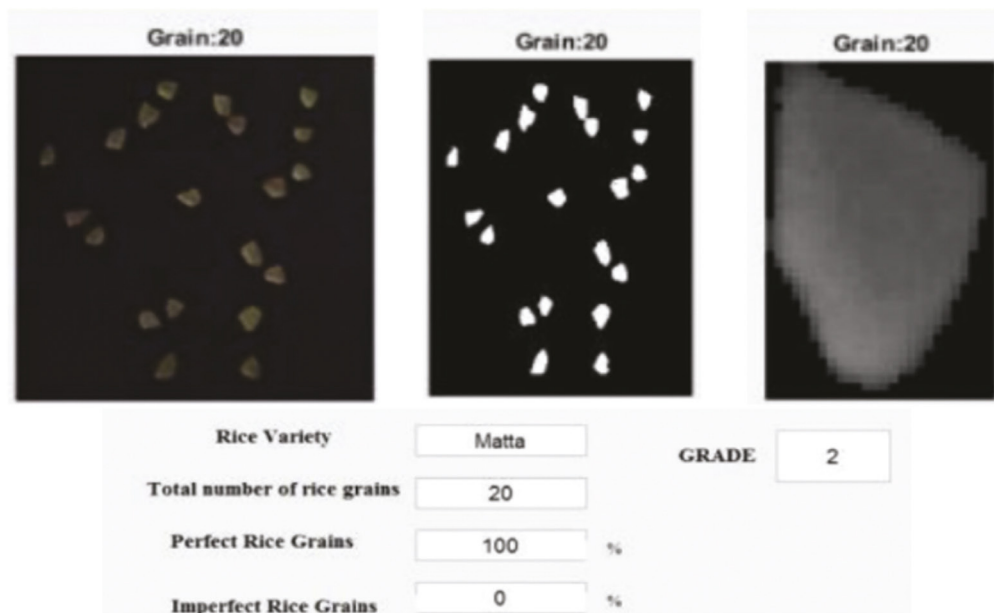 Grain:20
Grain:20
Grain:20
Rice Variety
Matta
GRADE
2
Total number of rice grains
20
Perfect Rice Grains
100
%
Imperfect Rice Grains
0
%